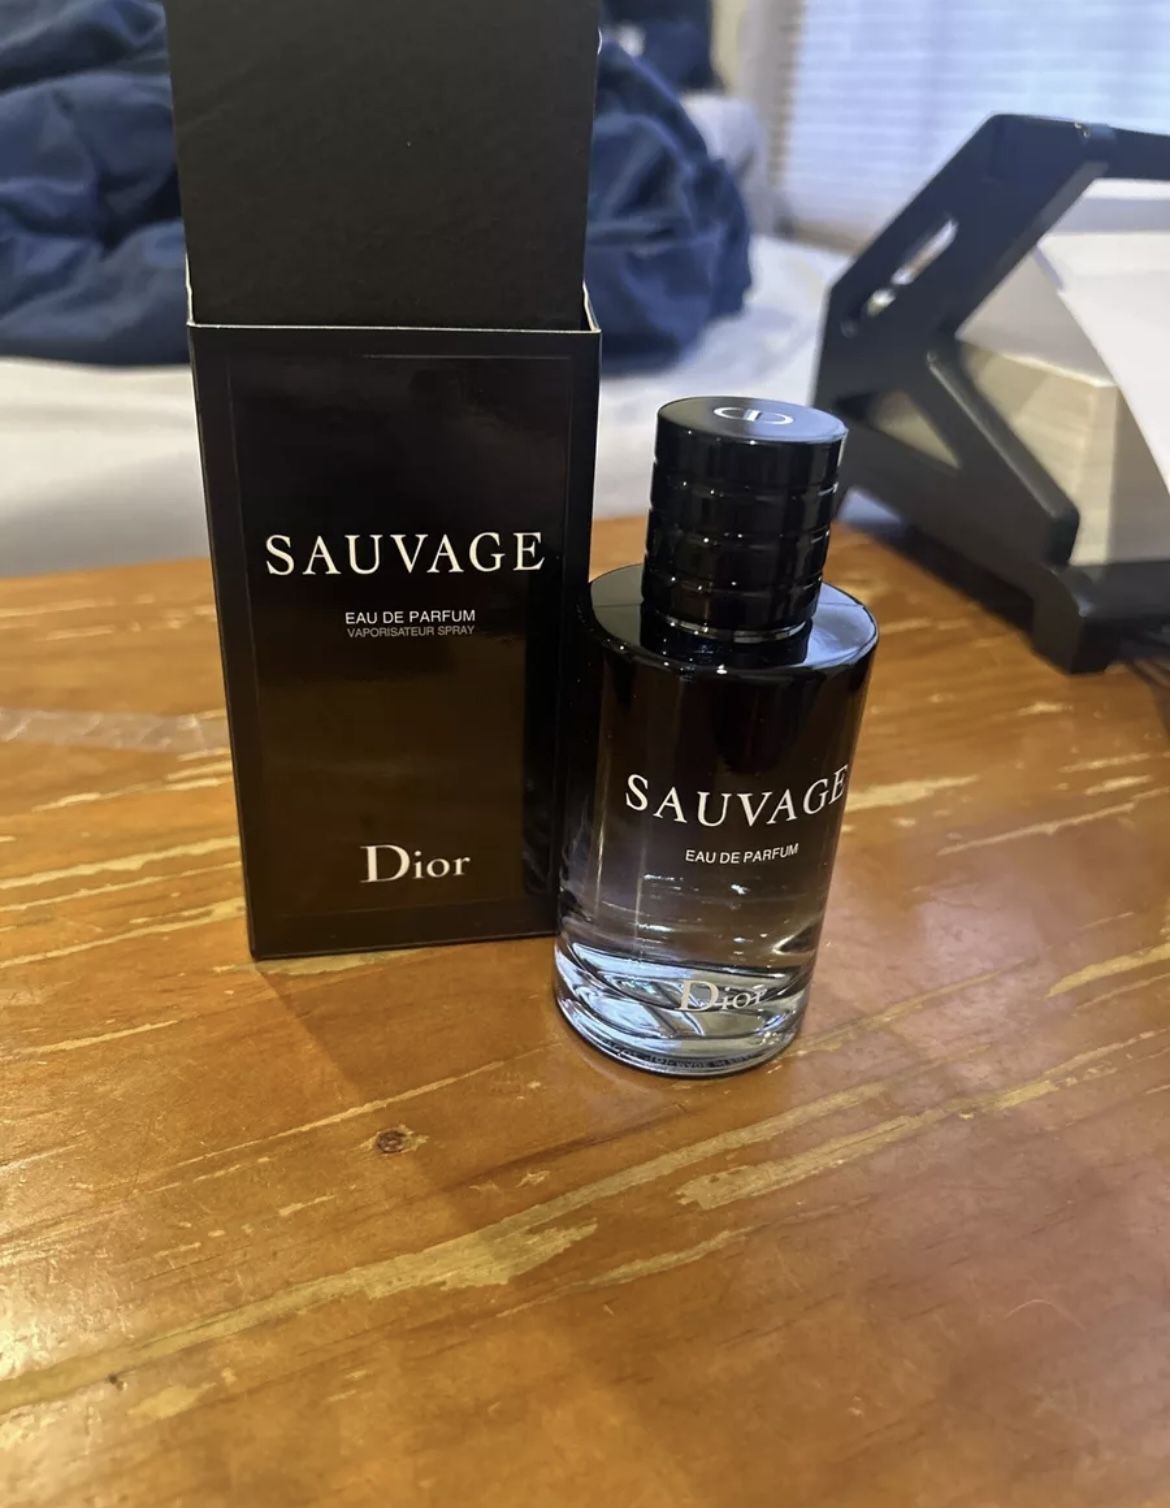 SAUVAGE
EAU DE PARFUM
VAPORISATEUR SPRAY
Dior
SAUVAGE
EAU DE PARFUM
Dior